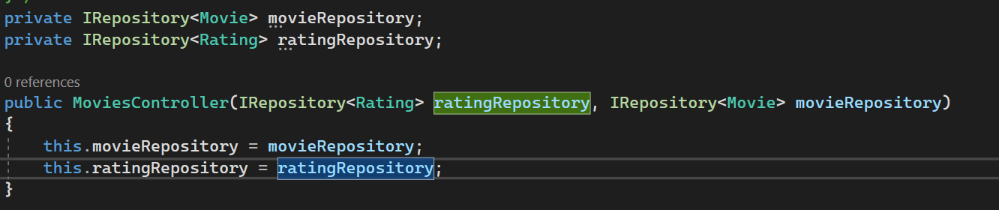 private IRepository<Movie> movieRepository;
private IRepository<Rating> ratingRepository;
0 references
public MoviesController(IRepository<Rating> ratingRepository, IRepository<Movie> movieRepository)
{
this.movieRepository = movieRepository;
this.ratingRepository = ratingRepository;
}